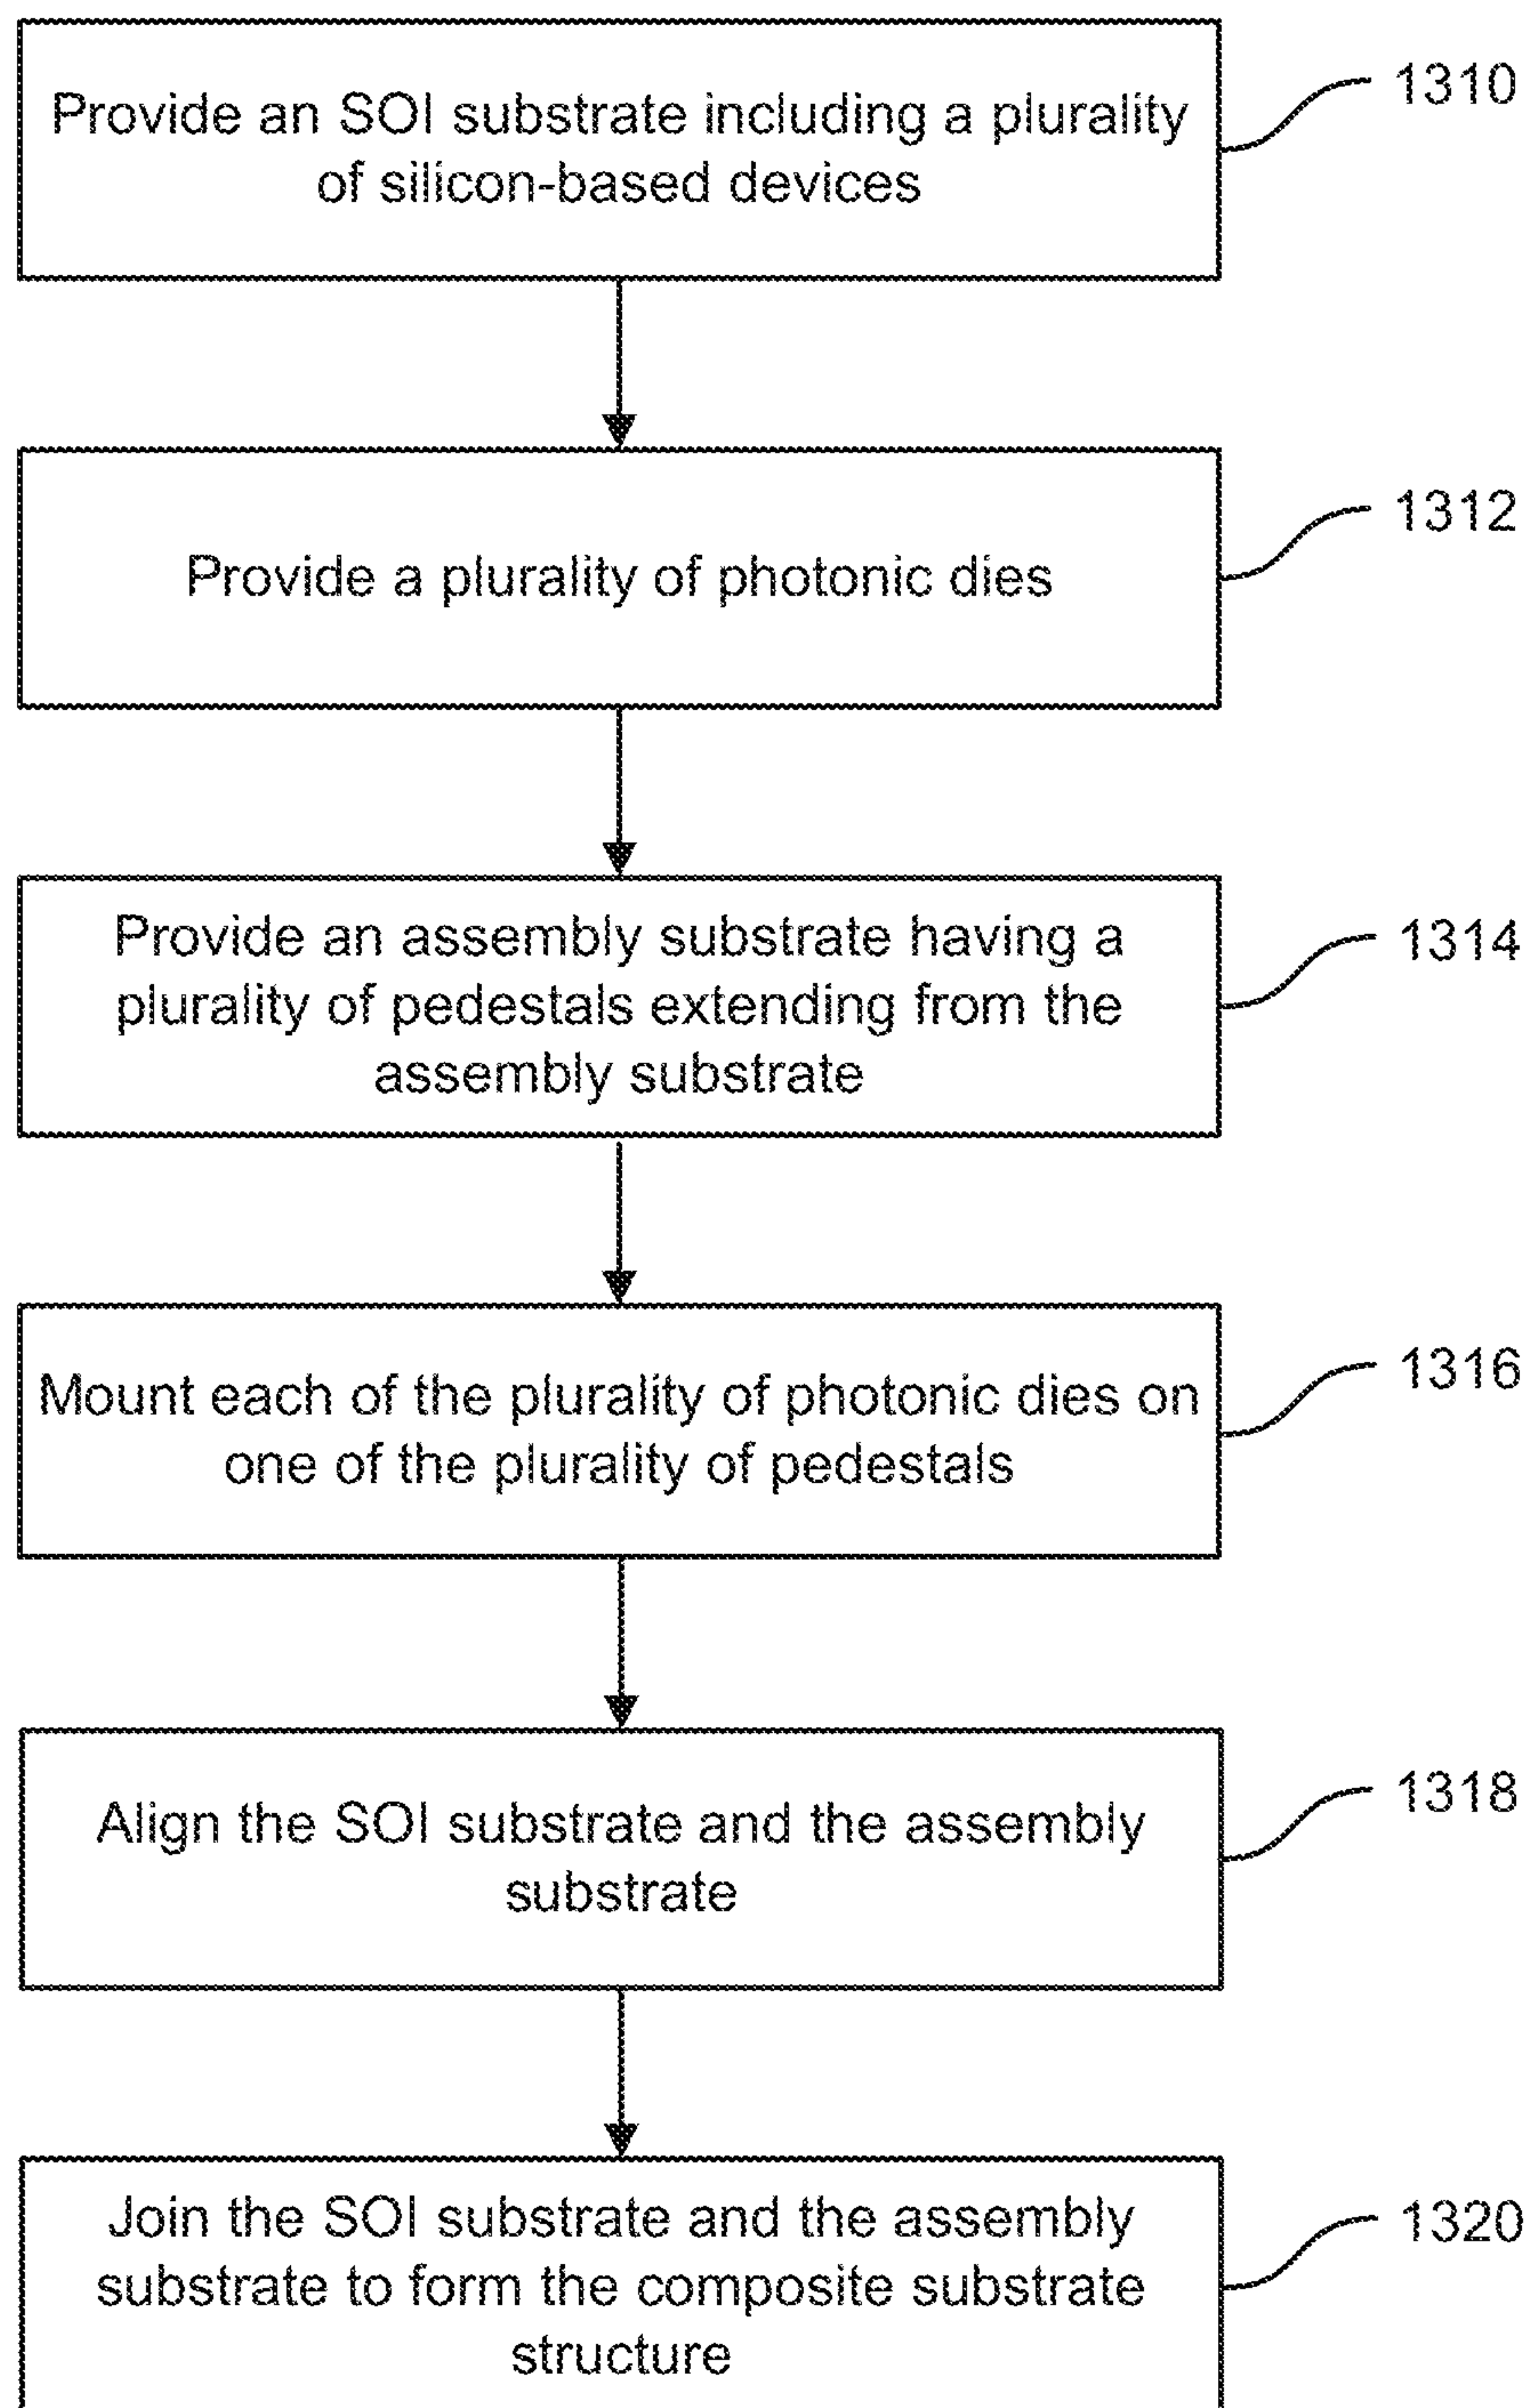 Provide an SOI substrate including a plurality
of silicon-based devices
1310
Provide a plurality of photonic dies
1312
Provide an assembly substrate having a
plurality of pedestals extending from the
assembly substrate
1314
Mount each of the plurality of photonic dies on
one of the plurality of pedestals
1316
Align the SOI substrate and the assembly
substrate
1318
Join the SOI substrate and the assembly
substrate to form the composite substrate
structure
1320